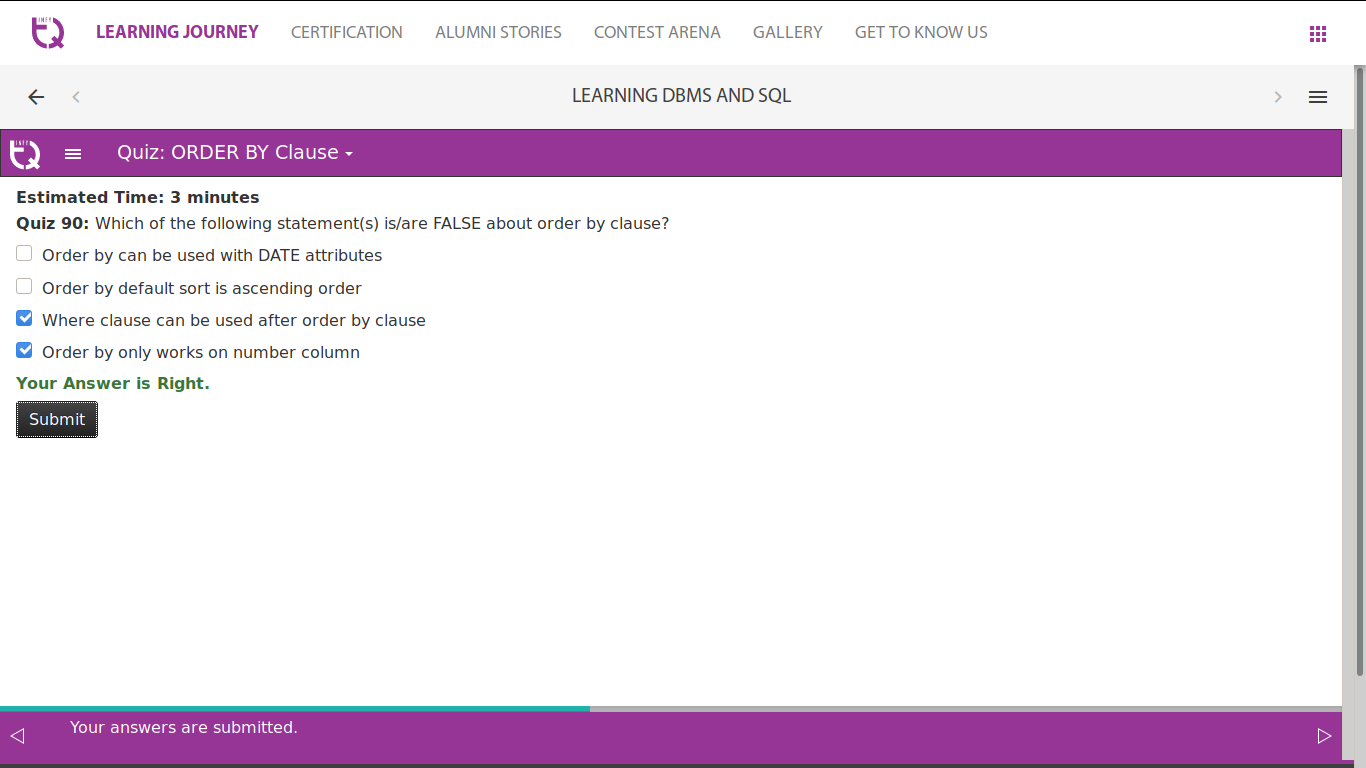 INFY
TQ
LEARNING JOURNEY CERTIFICATION ALUMNI STORIES CONTEST ARENA GALLERY GET TO KNOW US
LEARNING DBMS AND SQL
INFY
TQ
Quiz: ORDER BY Clause
Estimated Time: 3 minutes
Quiz 90: Which of the following statement(s) is/are FALSE about order by clause?
Order by can be used with DATE attributes
Order by default sort is ascending order
Where clause can be used after order by clause
Order by only works on number column
Your Answer is Right.
Submit
Your answers are submitted.